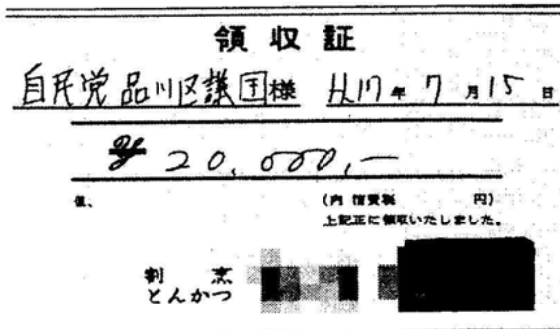 領収証
自民党品川区議団様 H17年7月15日
¥20,000,―
但、 (内消費税 円)
上記正に領収いたしました。
割烹
とんかつ